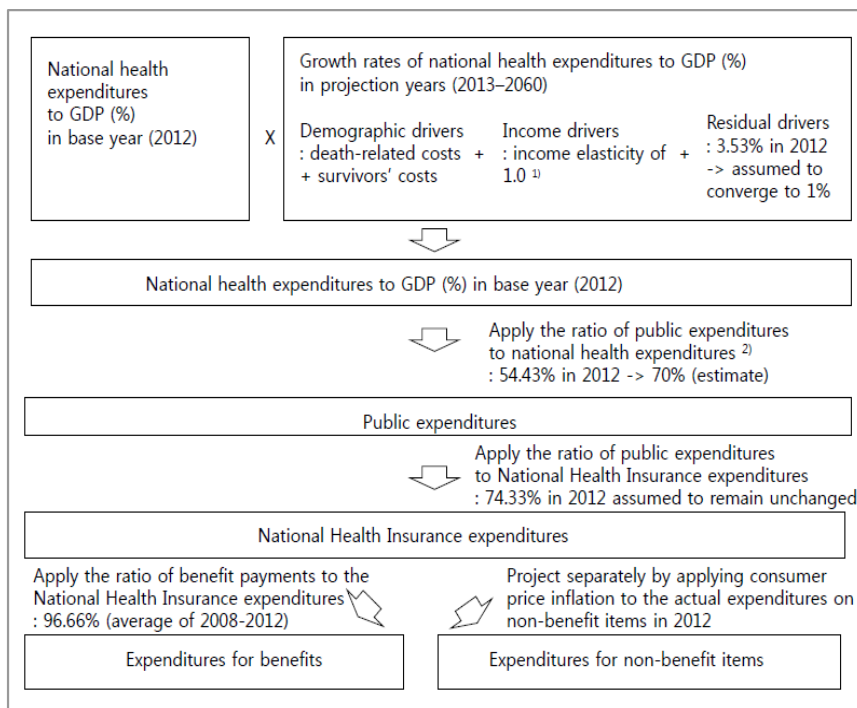 National health
expenditures
to GDP (%)
in base year (2012)
X
Growth rates of national health expenditures to GDP (%)
in projection years (2013–2060)
Demographic drivers
: death-related costs
+ survivors’ costs
+
Income drivers
: income elasticity of
1.0 ¹⁾
+
Residual drivers
: 3.53% in 2012
-> assumed to
converge to 1%
National health expenditures to GDP (%) in base year (2012)
Apply the ratio of public expenditures
to national health expenditures ²⁾
: 54.43% in 2012 -> 70% (estimate)
Public expenditures
Apply the ratio of public expenditures
to National Health Insurance expenditures
: 74.33% in 2012 assumed to remain unchanged
National Health Insurance expenditures
Apply the ratio of benefit payments to the
National Health Insurance expenditures
: 96.66% (average of 2008-2012)
Project separately by applying consumer
price inflation to the actual expenditures on
non-benefit items in 2012
Expenditures for benefits
Expenditures for non-benefit items